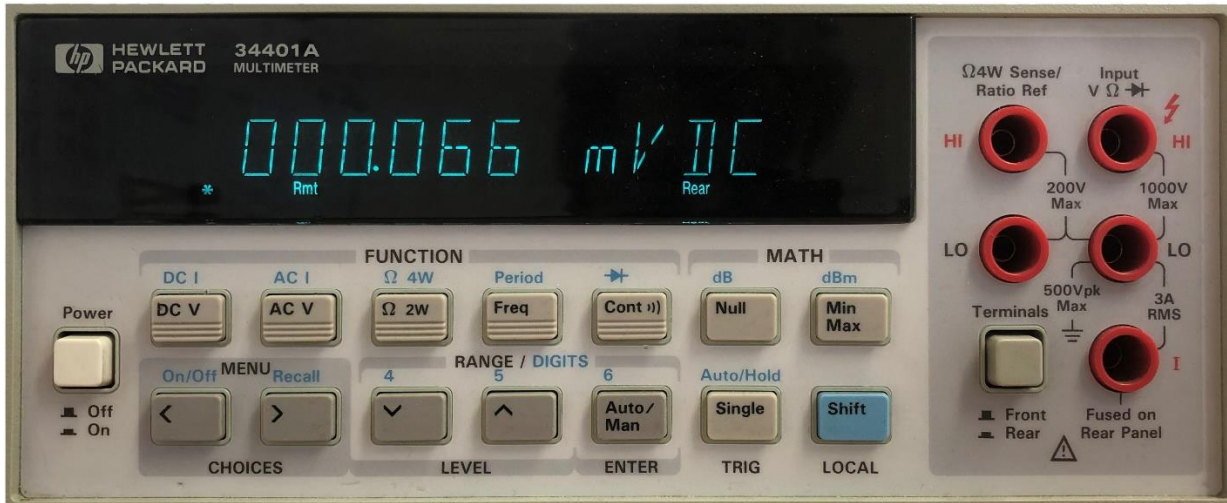 hp HEWLETT PACKARD 34401A MULTIMETER
000.066 mV DC
* Rmt Rear
FUNCTION MATH
DC I AC I Ω 4W Period dB dBm
Power
DC V AC V Ω 2W Freq Cont ))) Null Min Max
MENU RANGE / DIGITS
On/Off Recall 4 5 6 Auto/Hold
Off
On
< > ∨ ∧ Auto/Man Single Shift
CHOICES LEVEL ENTER TRIG LOCAL
Ω4W Sense/ Ratio Ref
Input V Ω
HI HI
200V Max 1000V Max
LO LO
500Vpk Max
3A RMS
Terminals
I
Front
Rear
Fused on Rear Panel